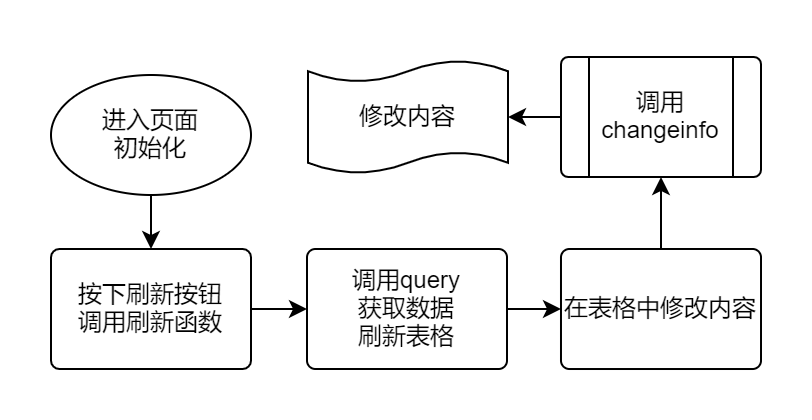 进入页面
初始化
按下刷新按钮
调用刷新函数
调用query
获取数据
刷新表格
在表格中修改内容
调用
changeinfo
修改内容